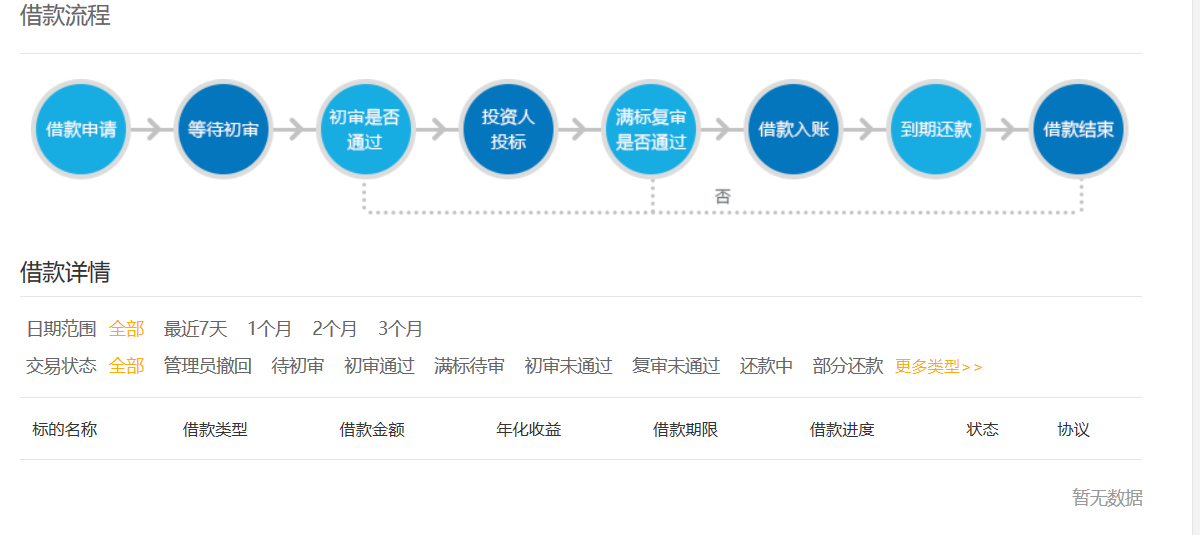 借款流程
借款申请 等待初审 初审是否通过 投资人投标 满标复审是否通过 借款入账 到期还款 借款结束
否
借款详情
日期范围 全部 最近7天 1个月 2个月 3个月
交易状态 全部 管理员撤回 待初审 初审通过 满标待审 初审未通过 复审未通过 还款中 部分还款 更多类型>>
标的名称 借款类型 借款金额 年化收益 借款期限 借款进度 状态 协议
暂无数据